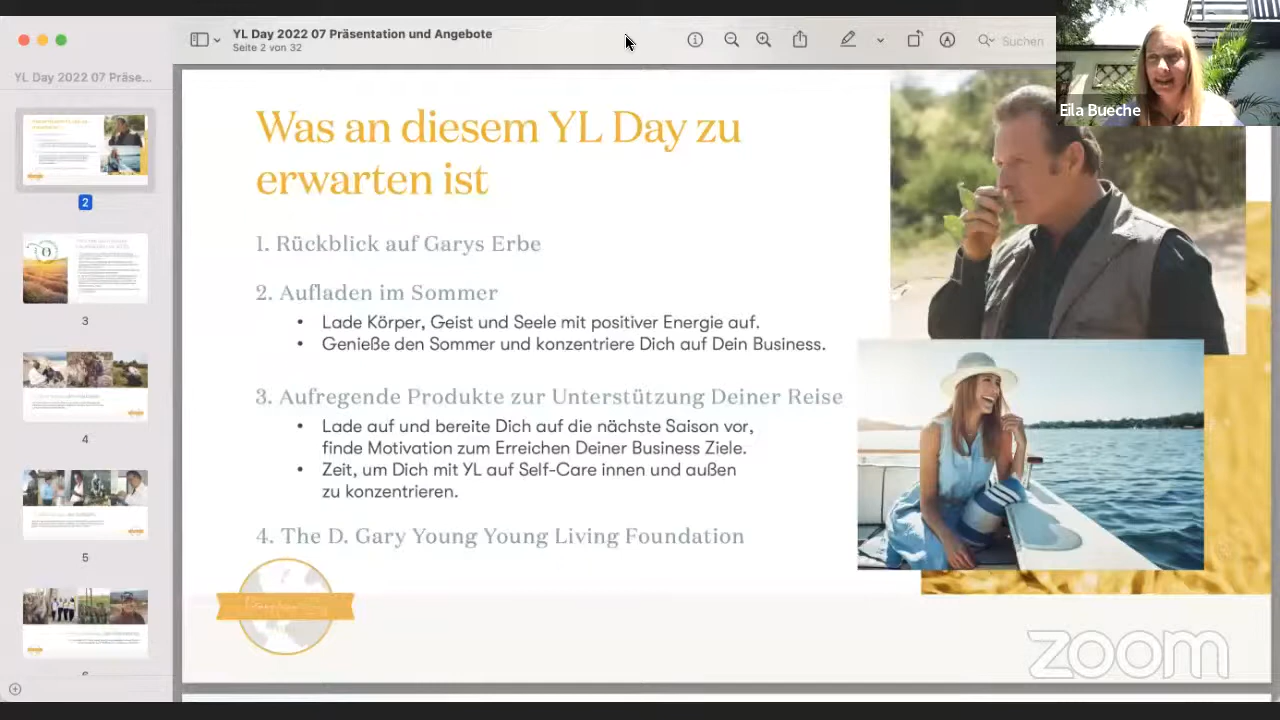 YL Day 2022 07 Präsentation und Angebote
Seite 2 von 32
Suchen
YL Day 2022 07 Präse...
Eila Bueche
Was an diesem YL Day zu
erwarten ist
1. Rückblick auf Garys Erbe
2. Aufladen im Sommer
• Lade Körper, Geist und Seele mit positiver Energie auf.
• Genieße den Sommer und konzentriere Dich auf Dein Business.
3. Aufregende Produkte zur Unterstützung Deiner Reise
• Lade auf und bereite Dich auf die nächste Saison vor,
finde Motivation zum Erreichen Deiner Business Ziele.
• Zeit, um Dich mit YL auf Self-Care innen und außen
zu konzentrieren.
4. The D. Gary Young Young Living Foundation
2
3
4
5
zoom